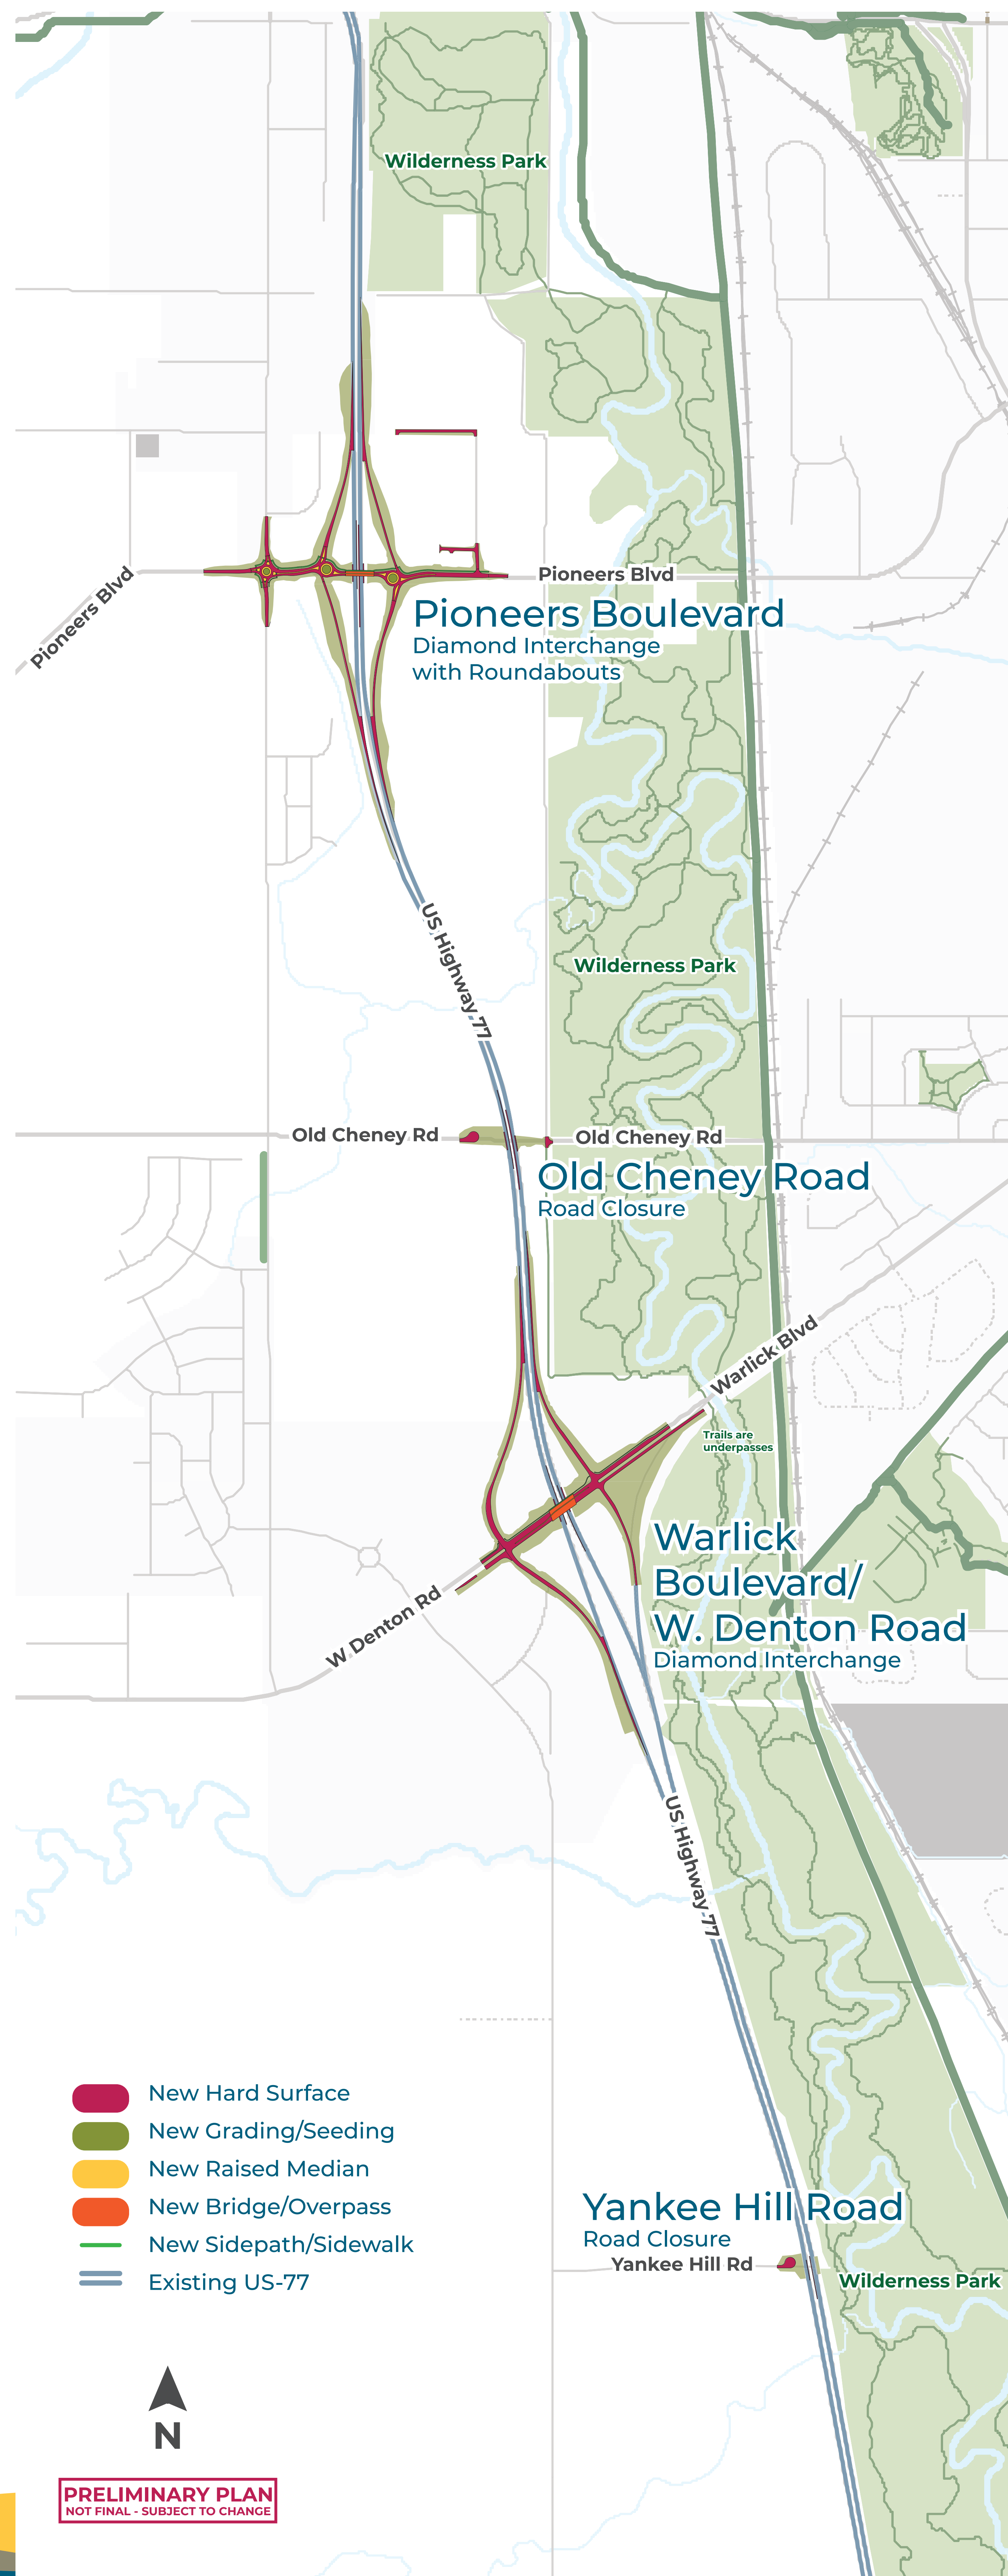 Wilderness Park
Pioneers Blvd
Pioneers Blvd
Pioneers Boulevard
Diamond Interchange
with Roundabouts
US Highway 77
Wilderness Park
Old Cheney Rd
Old Cheney Rd
Old Cheney Road
Road Closure
Warlick Blvd
Trails are
underpasses
Warlick
Boulevard/
W. Denton Road
Diamond Interchange
W Denton Rd
US Highway 77
New Hard Surface
New Grading/Seeding
New Raised Median
New Bridge/Overpass
New Sidepath/Sidewalk
Existing US-77
Yankee Hill Road
Road Closure
Yankee Hill Rd
Wilderness Park
N
PRELIMINARY PLAN
NOT FINAL - SUBJECT TO CHANGE